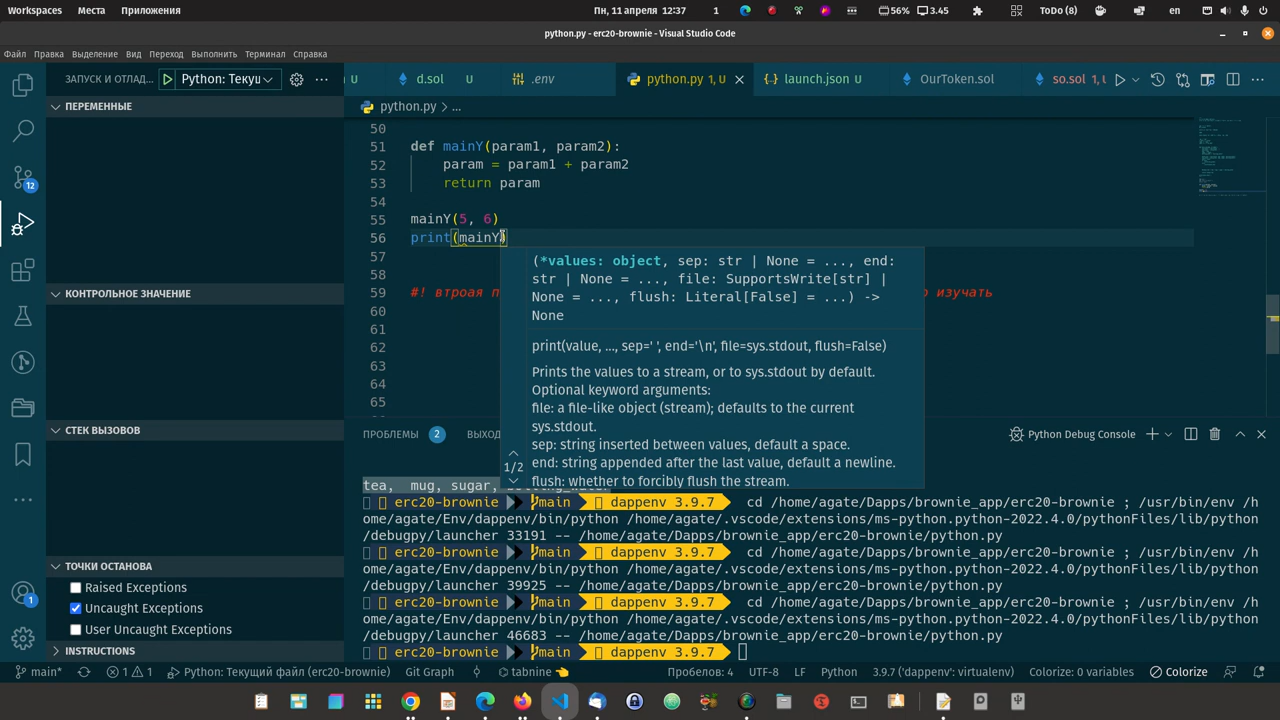 Workspaces Места Приложения Пн, 11 апреля 12:37 1 56% 3.45 ToDo (8) en
python.py - erc20-brownie - Visual Studio Code
Файл Правка Выделение Вид Переход Выполнить Терминал Справка
ЗАПУСК И ОТЛАД… Python: Текущ U d.sol U .env python.py 1, U launch.json U OurToken.sol so.sol 1, U
ПЕРЕМЕННЫЕ
python.py > ...
50
51 def mainY(param1, param2):
52 param = param1 + param2
53 return param
54
55 mainY(5, 6)
56 print(mainY)
57
58
59 #! втроая п о изучать
60
61
62
63
64
65
(*values: object, sep: str | None = ..., end:
str | None = ..., file: SupportsWrite[str] |
None = ..., flush: Literal[False] = ...) ->
None
print(value, ..., sep=' ', end='\n', file=sys.stdout, flush=False)
Prints the values to a stream, or to sys.stdout by default.
Optional keyword arguments:
file: a file-like object (stream); defaults to the current
sys.stdout.
sep: string inserted between values, default a space.
end: string appended after the last value, default a newline.
flush: whether to forcibly flush the stream.
1/2
12
КОНТРОЛЬНОЕ ЗНАЧЕНИЕ
СТЕК ВЫЗОВОВ
ТОЧКИ ОСТАНОВА
Raised Exceptions
Uncaught Exceptions
User Uncaught Exceptions
INSTRUCTIONS
1
ПРОБЛЕМЫ 2 ВЫХОД Python Debug Console
tea, mug, sugar,
erc20-brownie main dappenv 3.9.7 cd /home/agate/Dapps/brownie_app/erc20-brownie ; /usr/bin/env /h
ome/agate/Env/dappenv/bin/python /home/agate/.vscode/extensions/ms-python.python-2022.4.0/pythonFiles/lib/python
/debugpy/launcher 33191 -- /home/agate/Dapps/brownie_app/erc20-brownie/python.py
erc20-brownie main dappenv 3.9.7 cd /home/agate/Dapps/brownie_app/erc20-brownie ; /usr/bin/env /h
ome/agate/Env/dappenv/bin/python /home/agate/.vscode/extensions/ms-python.python-2022.4.0/pythonFiles/lib/python
/debugpy/launcher 39925 -- /home/agate/Dapps/brownie_app/erc20-brownie/python.py
erc20-brownie main dappenv 3.9.7 cd /home/agate/Dapps/brownie_app/erc20-brownie ; /usr/bin/env /h
ome/agate/Env/dappenv/bin/python /home/agate/.vscode/extensions/ms-python.python-2022.4.0/pythonFiles/lib/python
/debugpy/launcher 46683 -- /home/agate/Dapps/brownie_app/erc20-brownie/python.py
erc20-brownie main dappenv 3.9.7
main* 1 1 Python: Текущий файл (erc20-brownie) Git Graph tabnine Пробелов: 4 UTF-8 LF Python 3.9.7 ('dappenv': virtualenv) Colorize: 0 variables Colorize